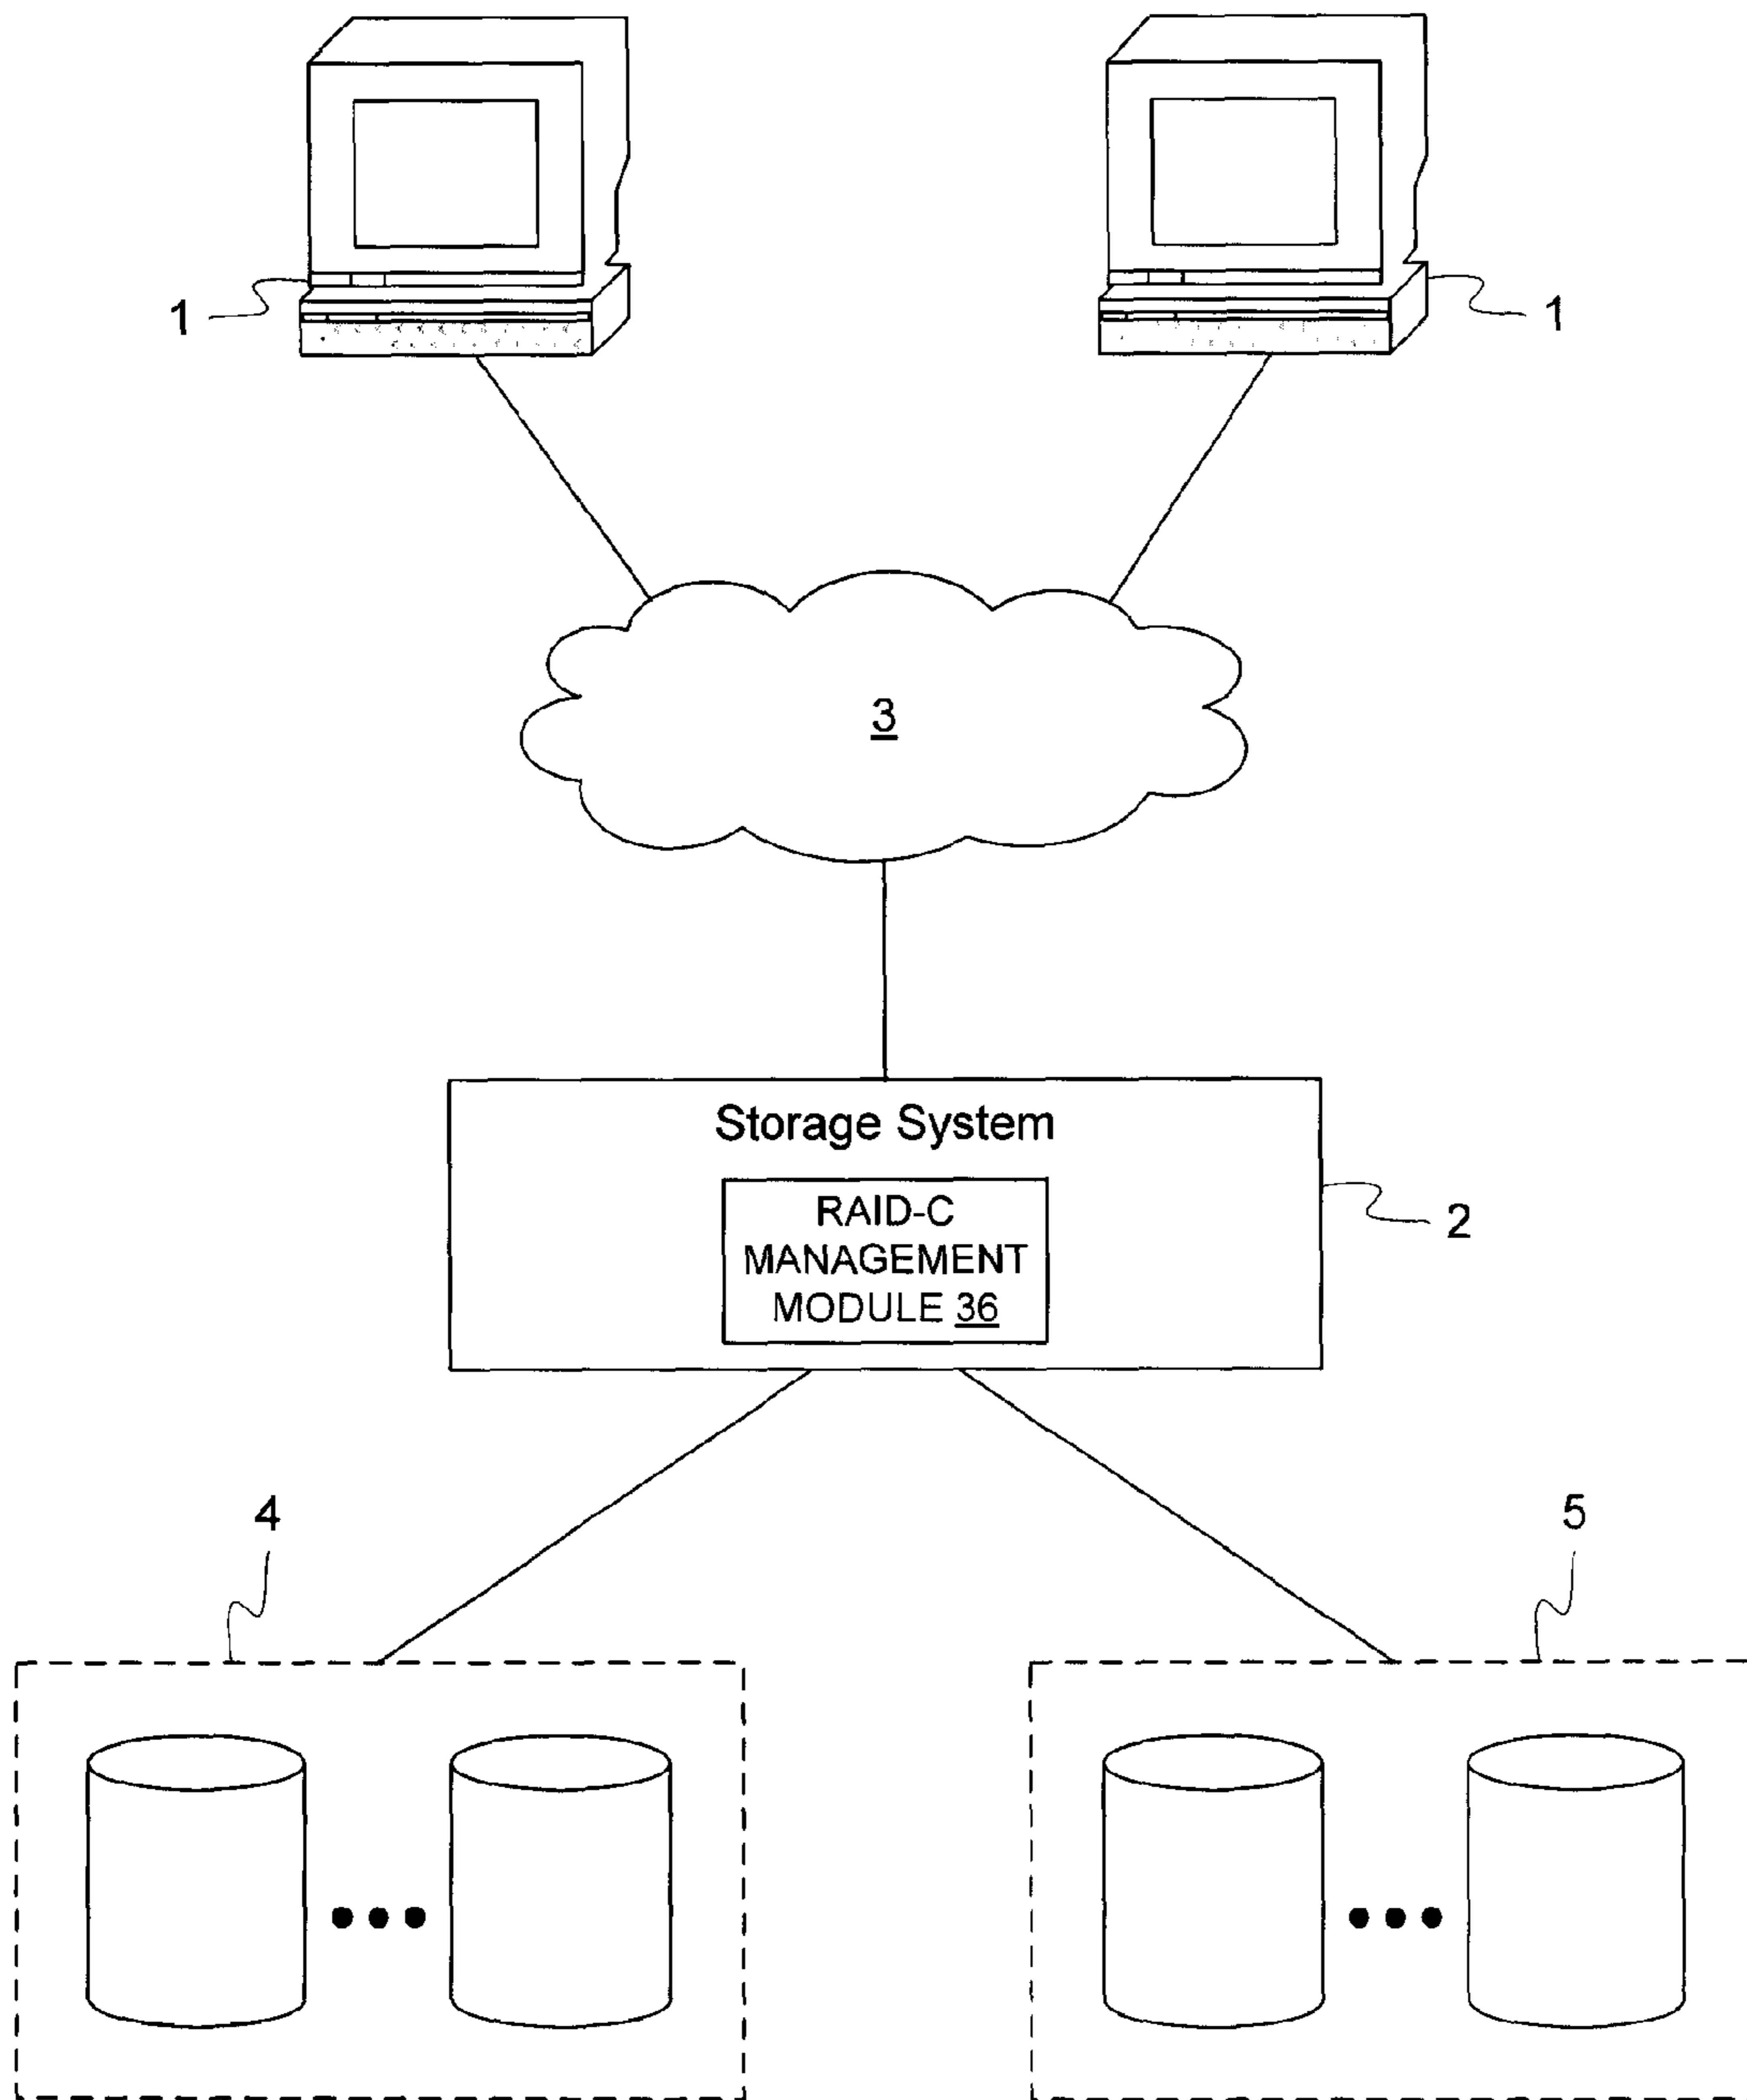 1
1
3
Storage System
RAID-C
MANAGEMENT
MODULE 36
2
4
5